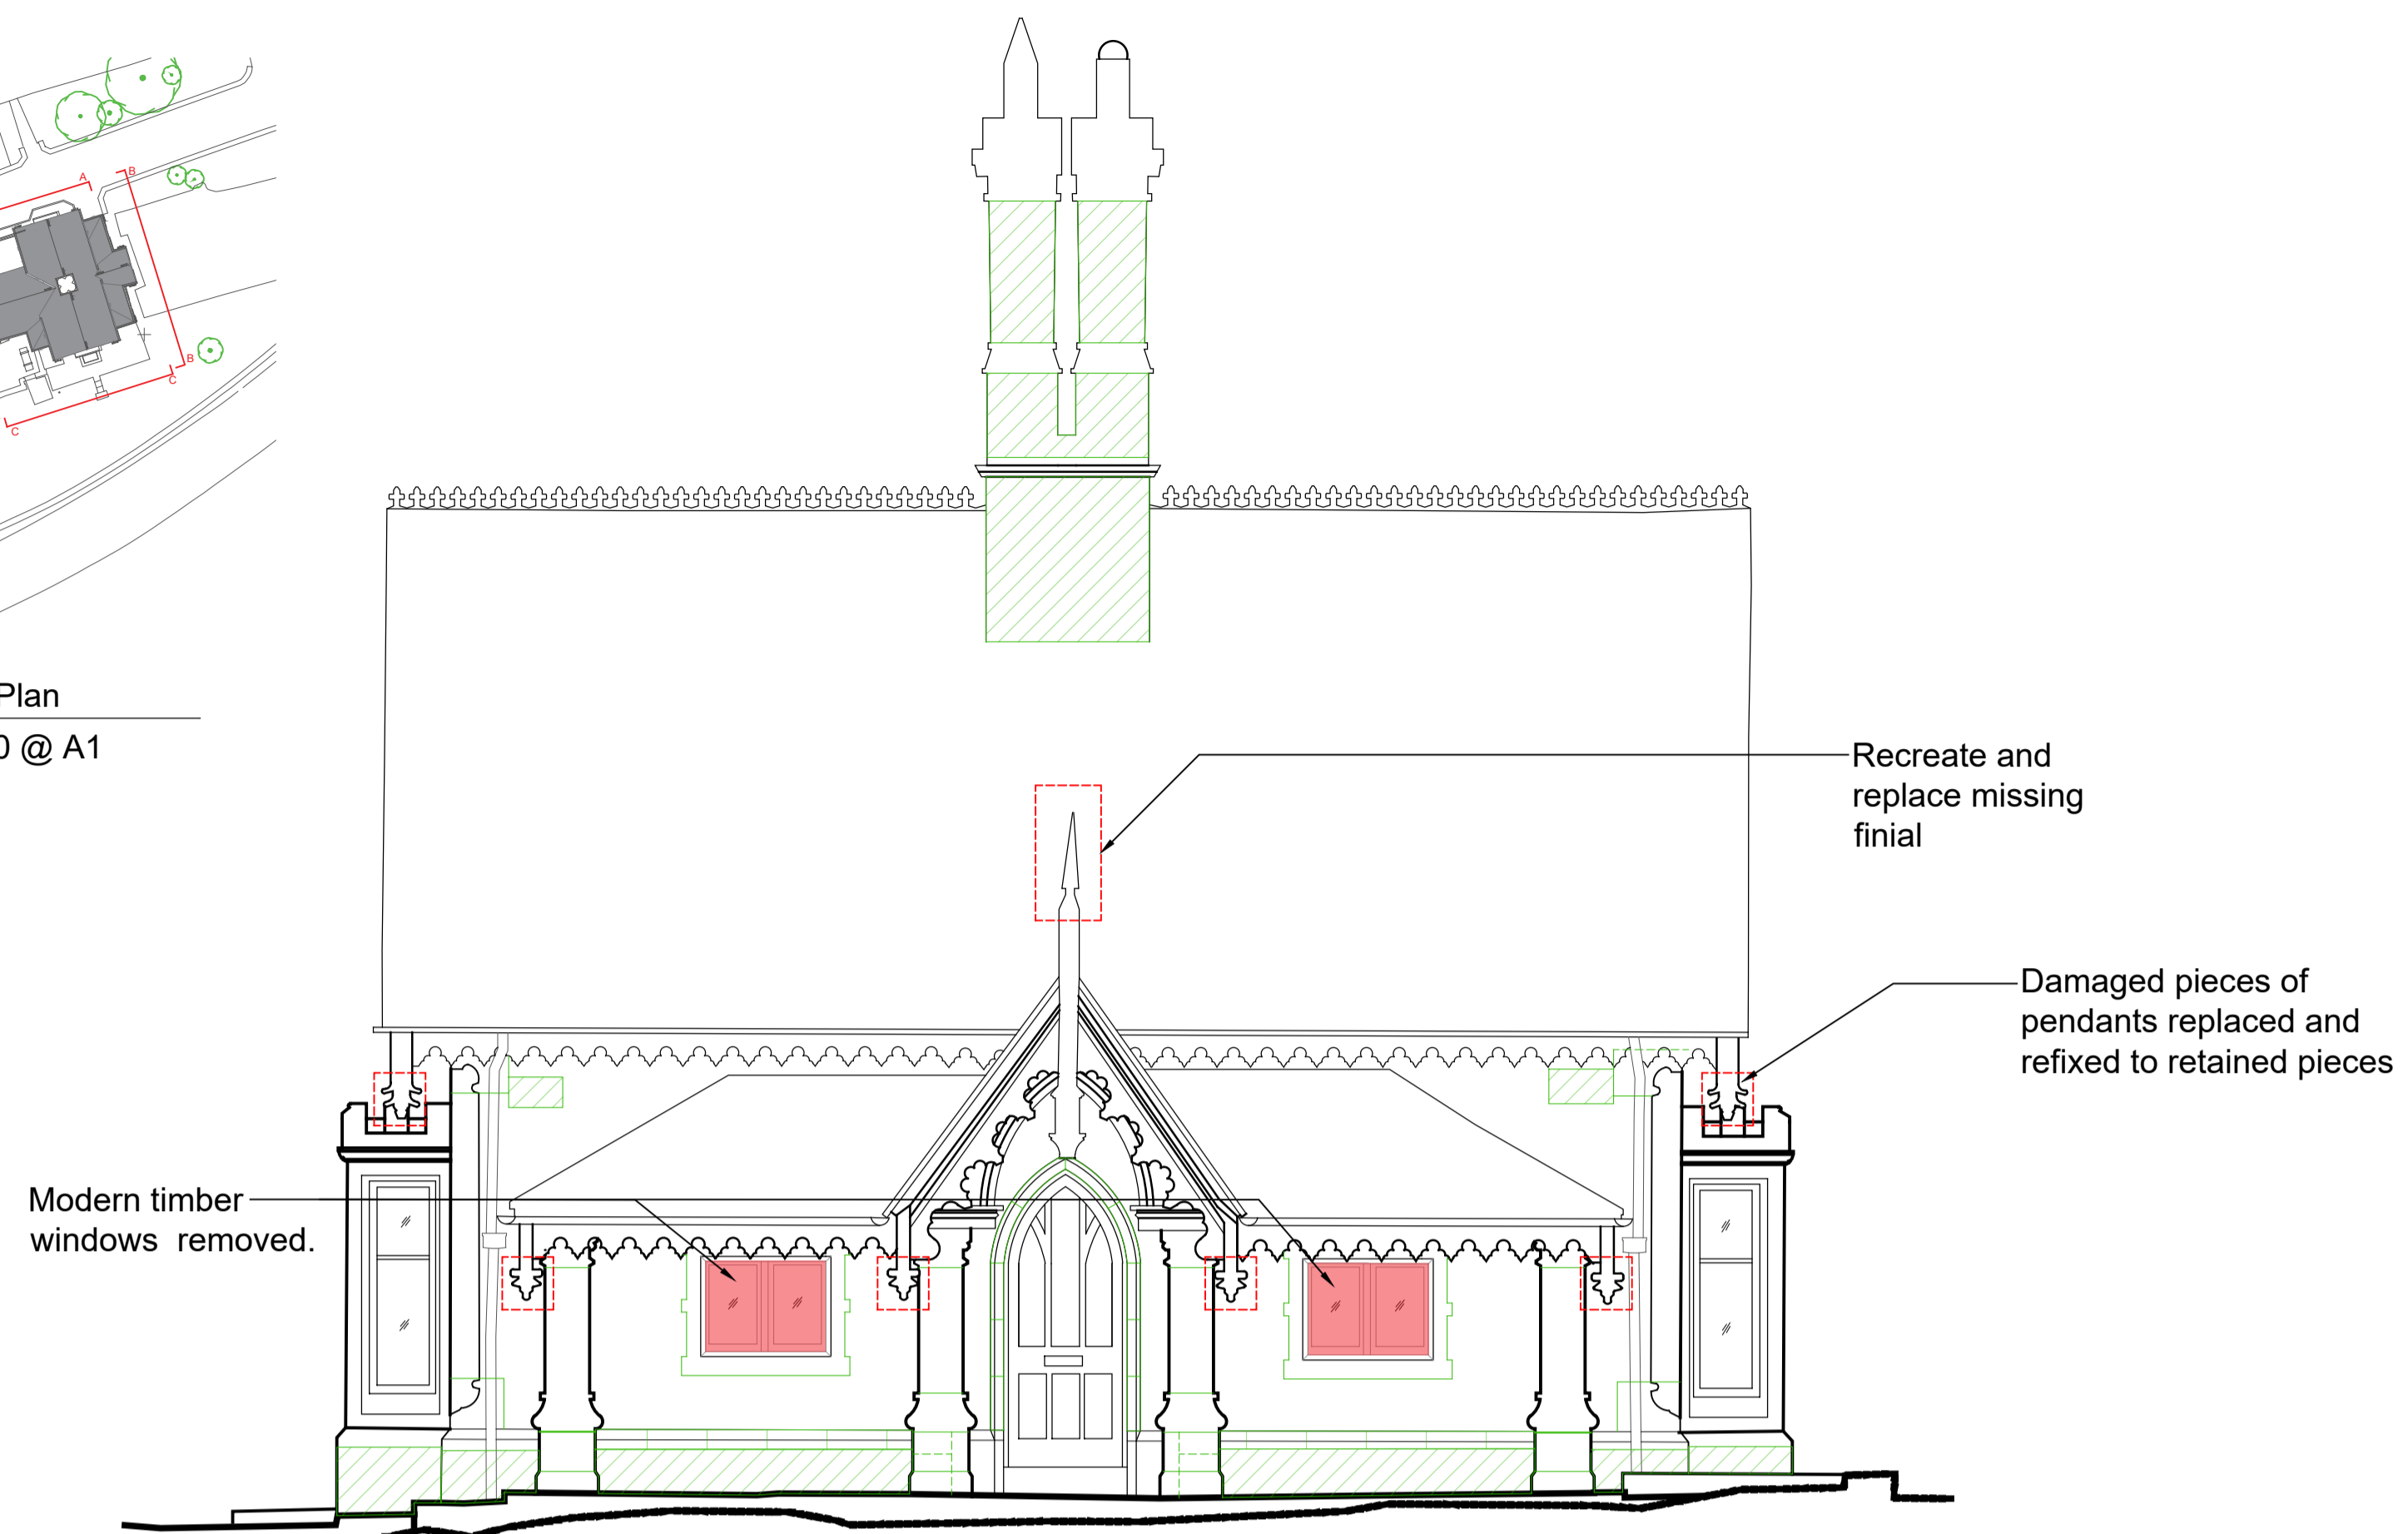 A
B
B
C
C
Plan
0 @ A1
Recreate and
replace missing
finial
Damaged pieces of
pendants replaced and
refixed to retained pieces
Modern timber
windows removed.